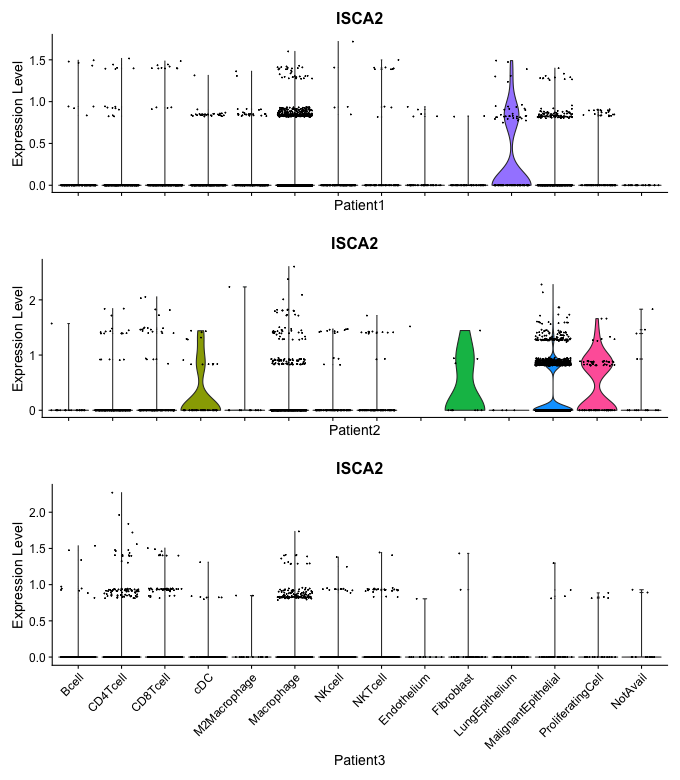 ISCA2
Expression Level
1.5
1.0
0.5
0.0
Patient1
ISCA2
Expression Level
2
1
0
Patient2
ISCA2
Expression Level
2.0
1.5
1.0
0.5
0.0
Bcell
CD4Tcell
CD8Tcell
cDC
M2Macrophage
Macrophage
NKcell
NKTcell
Endothelium
Fibroblast
LungEpithelium
MalignantEpithelial
ProliferatingCell
NotAvail
Patient3